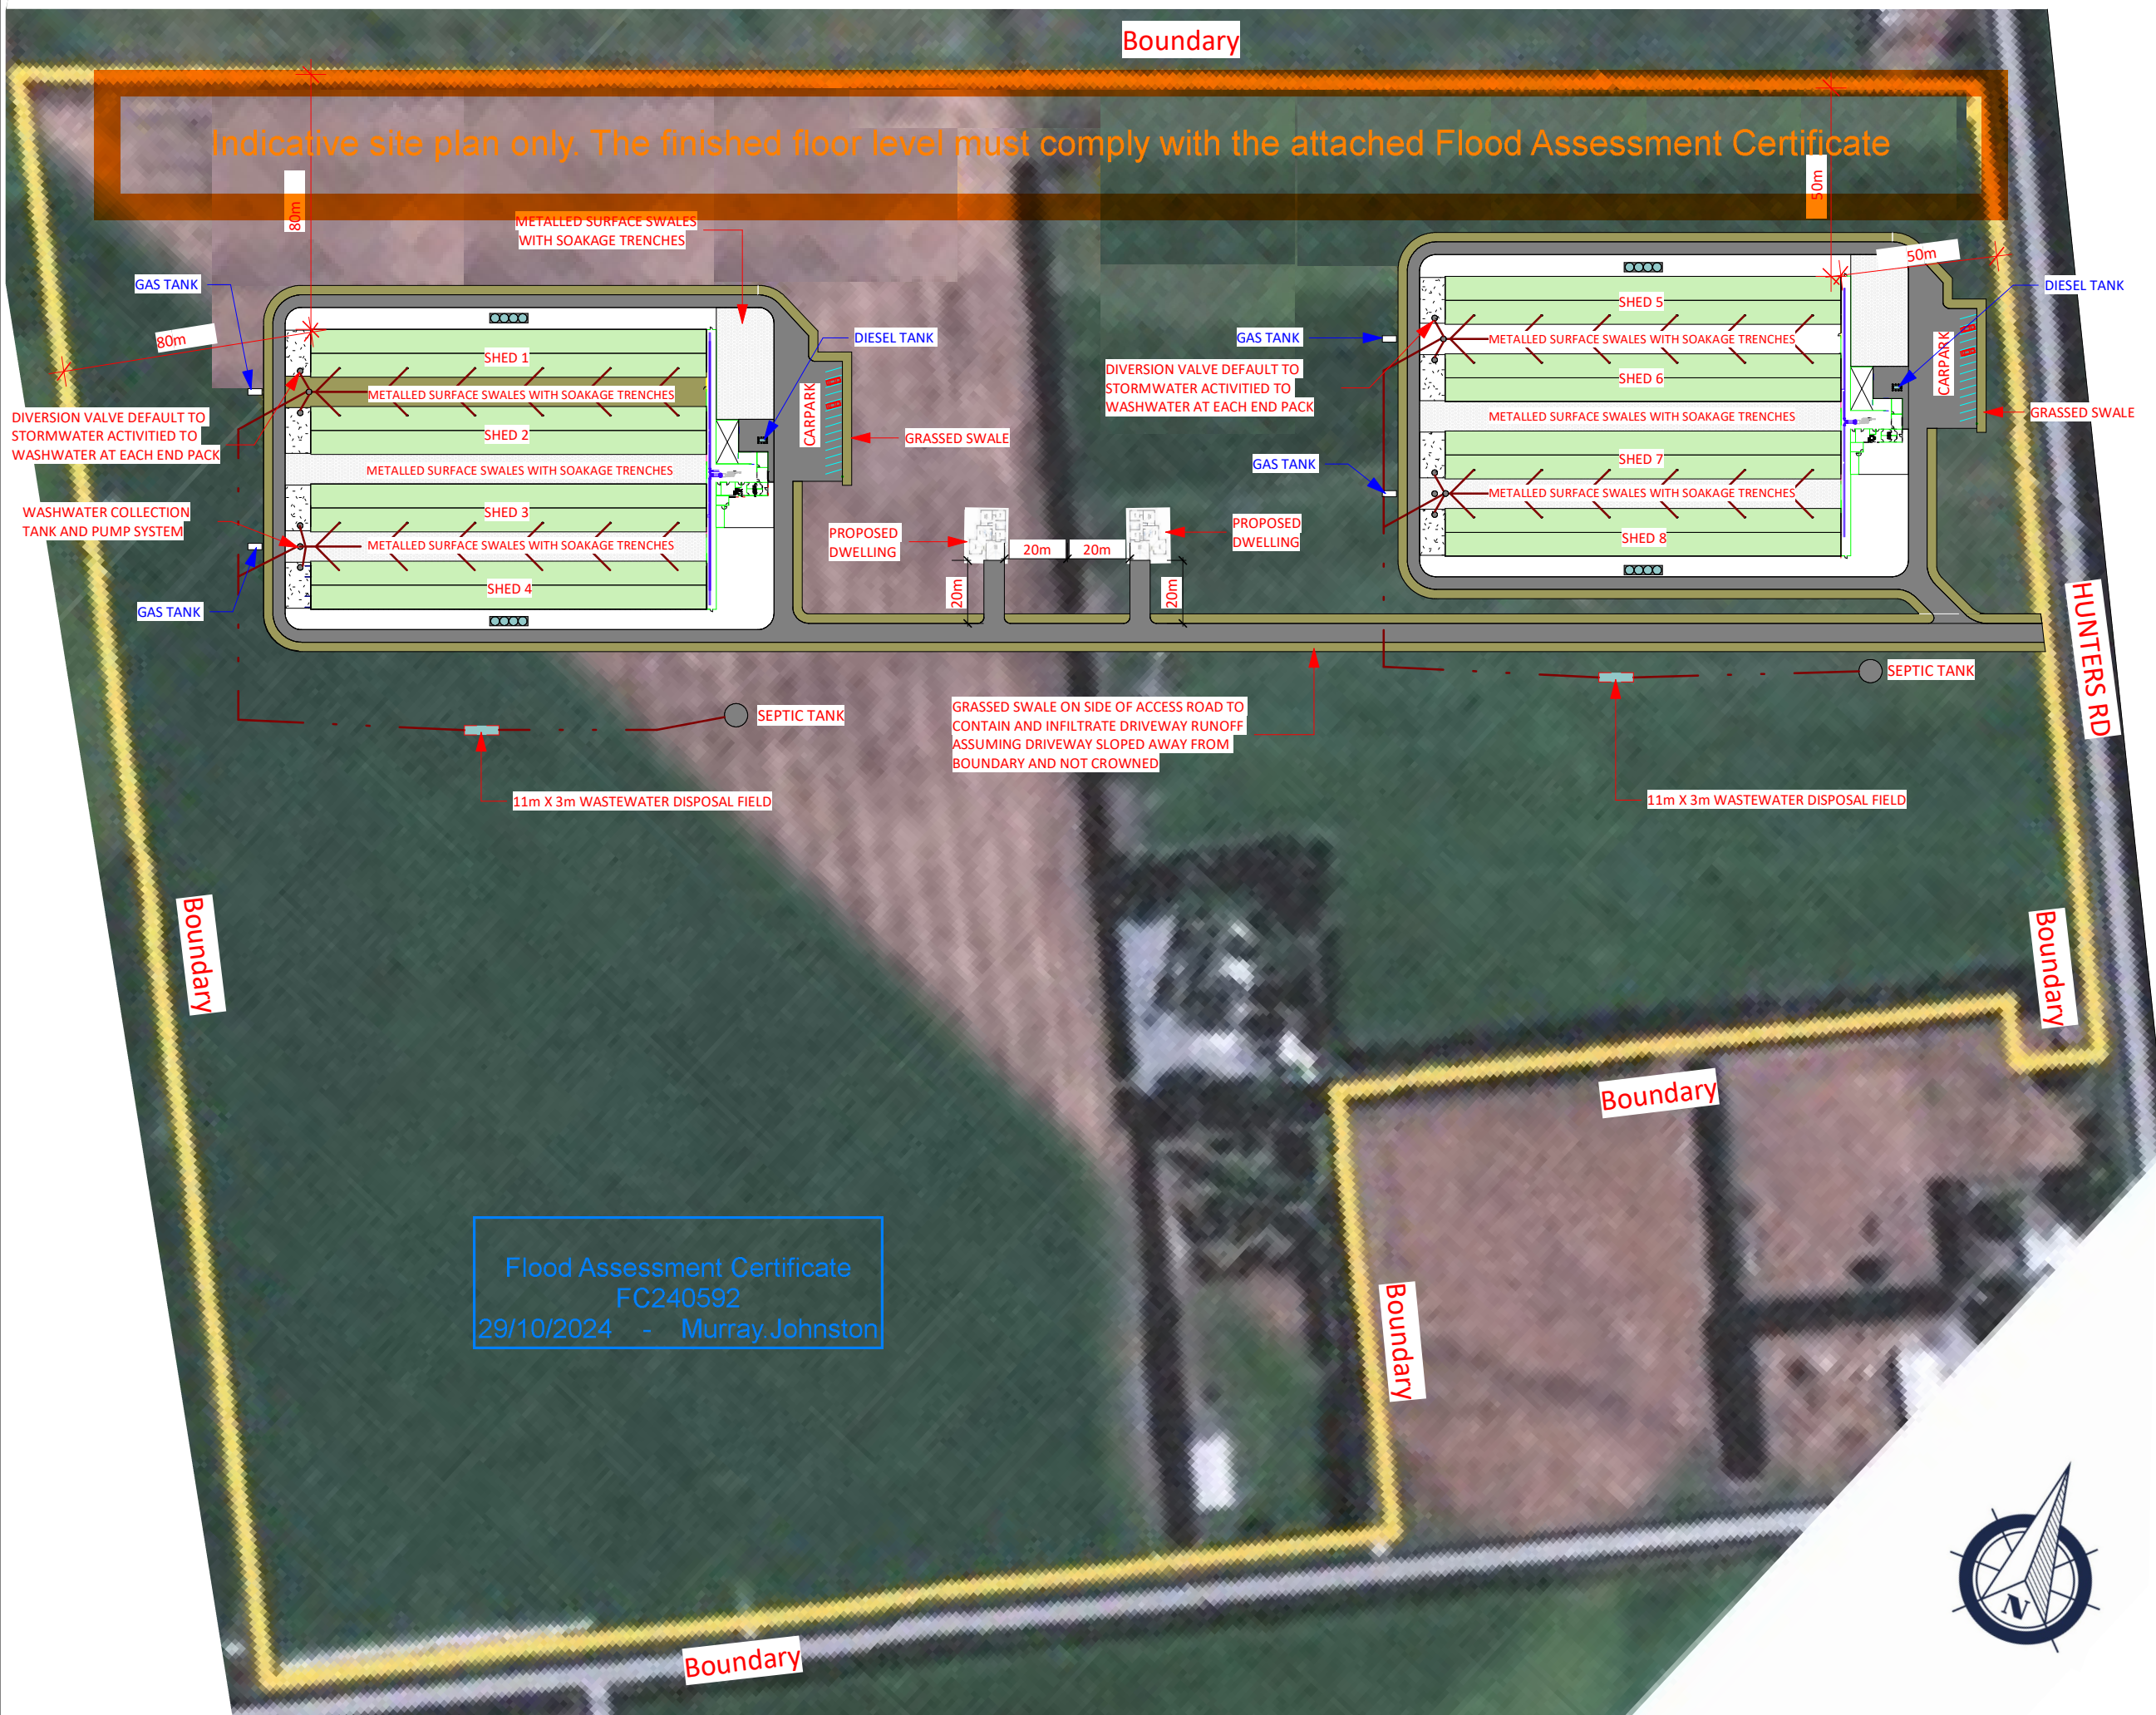 Boundary
Indicative site plan only. The finished floor level must comply with the attached Flood Assessment Certificate
80m
50m
METALLED SURFACE SWALES
WITH SOAKAGE TRENCHES
50m
GAS TANK
DIESEL TANK
80m
SHED 1
METALLED SURFACE SWALES WITH SOAKAGE TRENCHES
SHED 2
METALLED SURFACE SWALES WITH SOAKAGE TRENCHES
SHED 3
METALLED SURFACE SWALES WITH SOAKAGE TRENCHES
SHED 4
DIVERSION VALVE DEFAULT TO
STORMWATER ACTIVITIED TO
WASHWATER AT EACH END PACK
WASHWATER COLLECTION
TANK AND PUMP SYSTEM
GAS TANK
DIESEL TANK
CARPARK
GRASSED SWALE
PROPOSED
DWELLING
20m
20m
20m
20m
PROPOSED
DWELLING
GAS TANK
DIVERSION VALVE DEFAULT TO
STORMWATER ACTIVITIED TO
WASHWATER AT EACH END PACK
GAS TANK
SHED 5
METALLED SURFACE SWALES WITH SOAKAGE TRENCHES
SHED 6
METALLED SURFACE SWALES WITH SOAKAGE TRENCHES
SHED 7
METALLED SURFACE SWALES WITH SOAKAGE TRENCHES
SHED 8
CARPARK
GRASSED SWALE
HUNTERS RD
SEPTIC TANK
SEPTIC TANK
GRASSED SWALE ON SIDE OF ACCESS ROAD TO
CONTAIN AND INFILTRATE DRIVEWAY RUNOFF
ASSUMING DRIVEWAY SLOPED AWAY FROM
BOUNDARY AND NOT CROWNED
11m X 3m WASTEWATER DISPOSAL FIELD
11m X 3m WASTEWATER DISPOSAL FIELD
Boundary
Boundary
Boundary
Boundary
Flood Assessment Certificate
FC240592
29/10/2024 - Murray.Johnston
Boundary
N